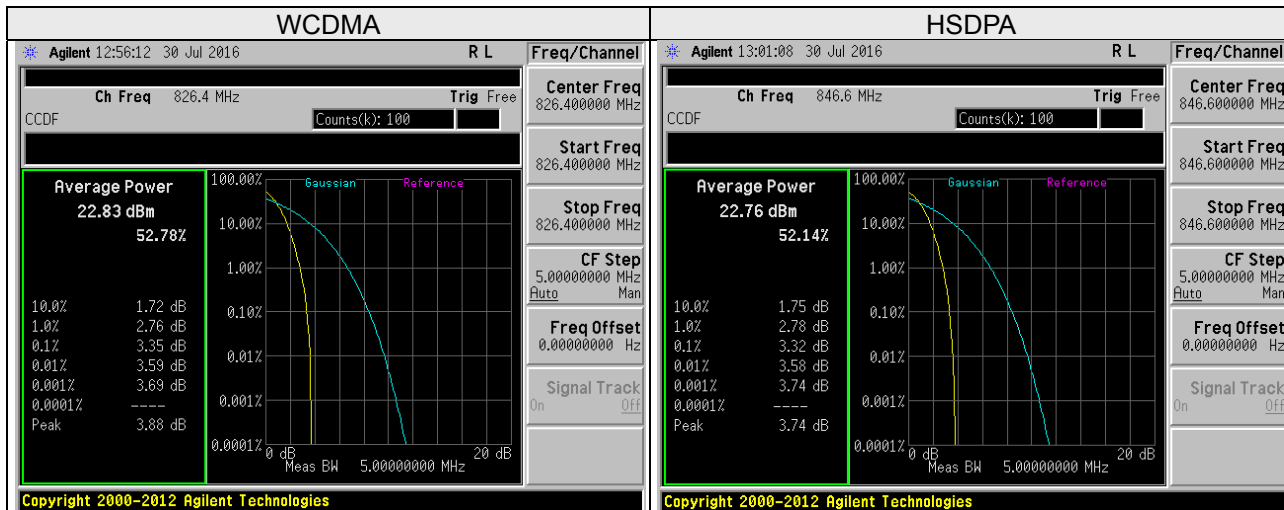 WCDMA
Agilent 12:56:12 30 Jul 2016 R L
Freq/Channel
Ch Freq 826.4 MHz Trig Free
CCDF Counts(k): 100
Average Power
22.83 dBm
52.78%
10.0% 1.72 dB
1.0% 2.76 dB
0.1% 3.35 dB
0.01% 3.59 dB
0.001% 3.69 dB
0.0001% ----
Peak 3.88 dB
Gaussian Reference
100.00%
10.00%
1.00%
0.10%
0.01%
0.001%
0.0001%
0 dB 20 dB
Meas BW 5.00000000 MHz
Center Freq
826.400000 MHz
Start Freq
826.400000 MHz
Stop Freq
826.400000 MHz
CF Step
5.00000000 MHz
Auto Man
Freq Offset
0.00000000 Hz
Signal Track
On Off
Copyright 2000-2012 Agilent Technologies
HSDPA
Agilent 13:01:08 30 Jul 2016 R L
Freq/Channel
Ch Freq 846.6 MHz Trig Free
CCDF Counts(k): 100
Average Power
22.76 dBm
52.14%
10.0% 1.75 dB
1.0% 2.78 dB
0.1% 3.32 dB
0.01% 3.58 dB
0.001% 3.74 dB
0.0001% ----
Peak 3.74 dB
Gaussian Reference
100.00%
10.00%
1.00%
0.10%
0.01%
0.001%
0.0001%
0 dB 20 dB
Meas BW 5.00000000 MHz
Center Freq
846.600000 MHz
Start Freq
846.600000 MHz
Stop Freq
846.600000 MHz
CF Step
5.00000000 MHz
Auto Man
Freq Offset
0.00000000 Hz
Signal Track
On Off
Copyright 2000-2012 Agilent Technologies